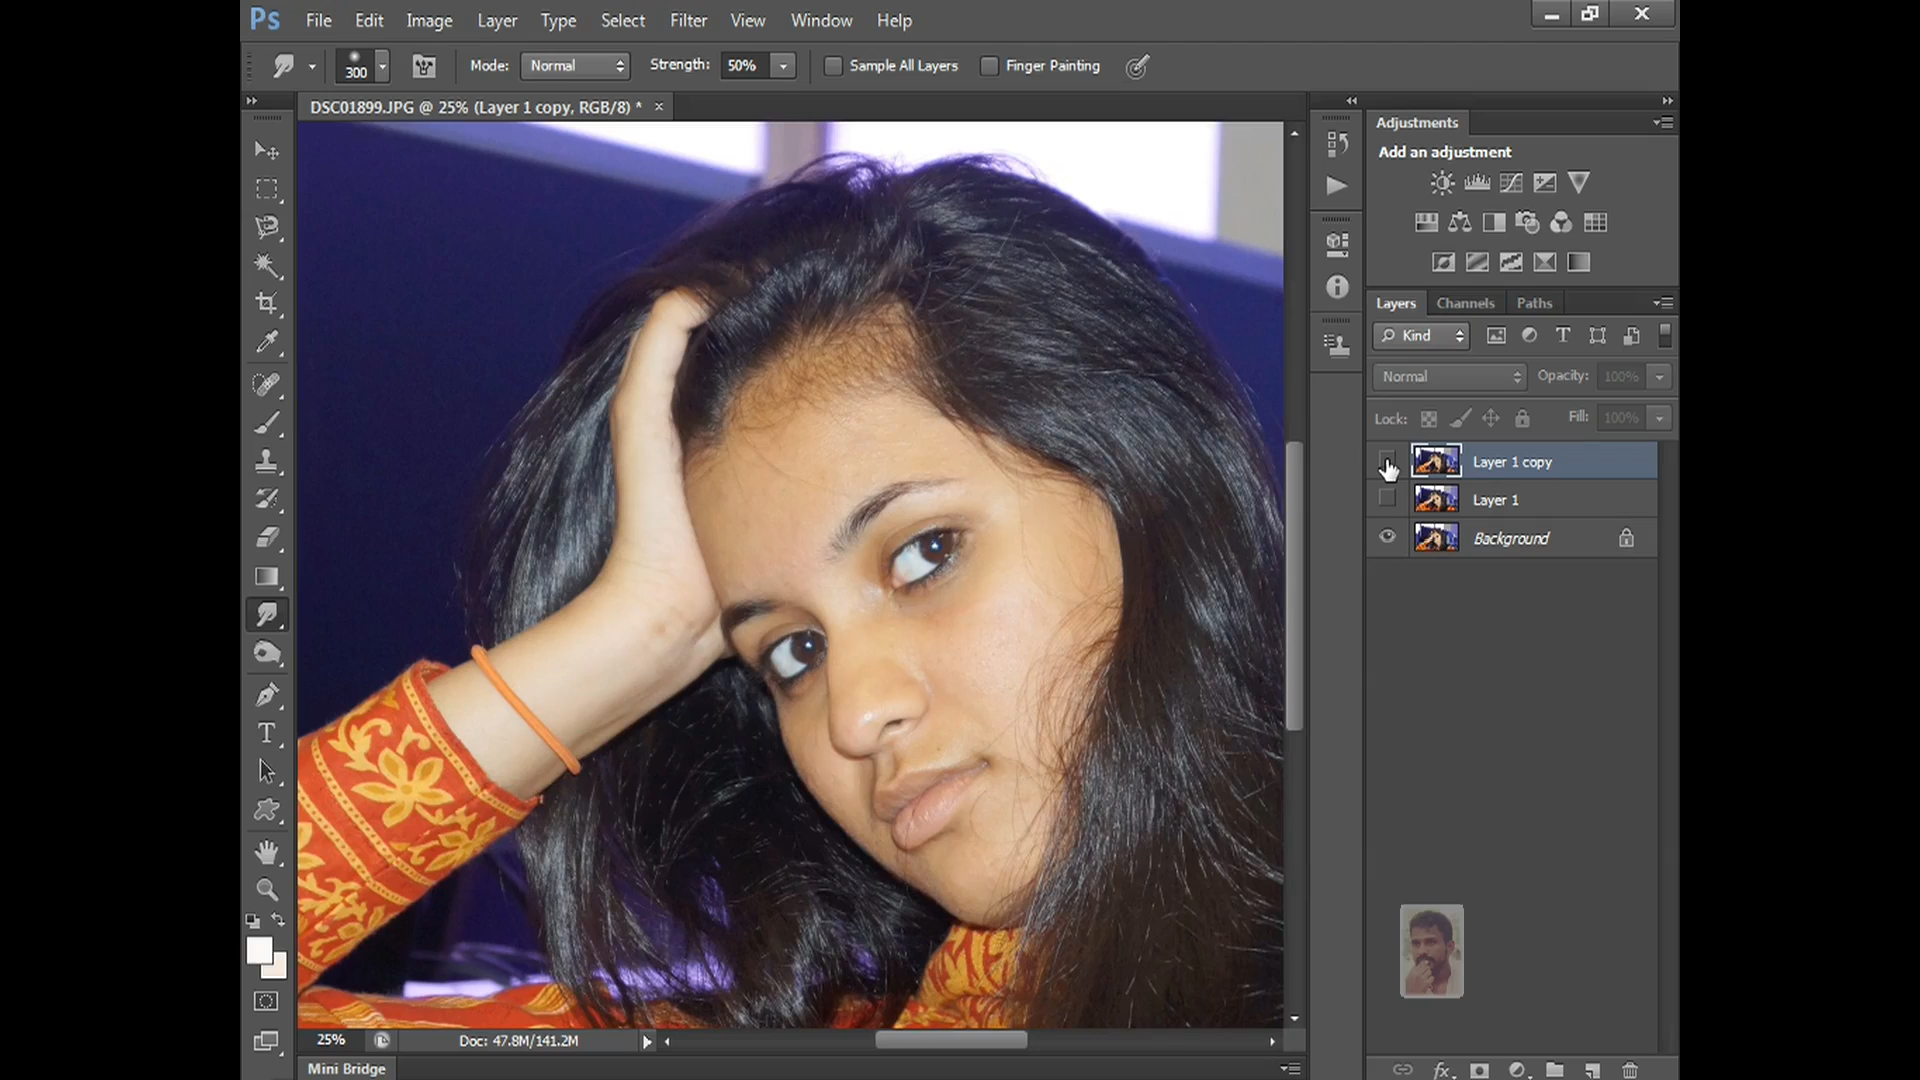 Ps File Edit Image Layer Type Select Filter View Window Help
300 Mode: Normal Strength: 50% Sample All Layers Finger Painting
DSC01899.JPG @ 25% (Layer 1 copy, RGB/8) *
Adjustments
Add an adjustment
Layers Channels Paths
Kind
Normal Opacity: 100%
Lock: Fill: 100%
Layer 1 copy
Layer 1
Background
25% Doc: 47.8M/141.2M
Mini Bridge